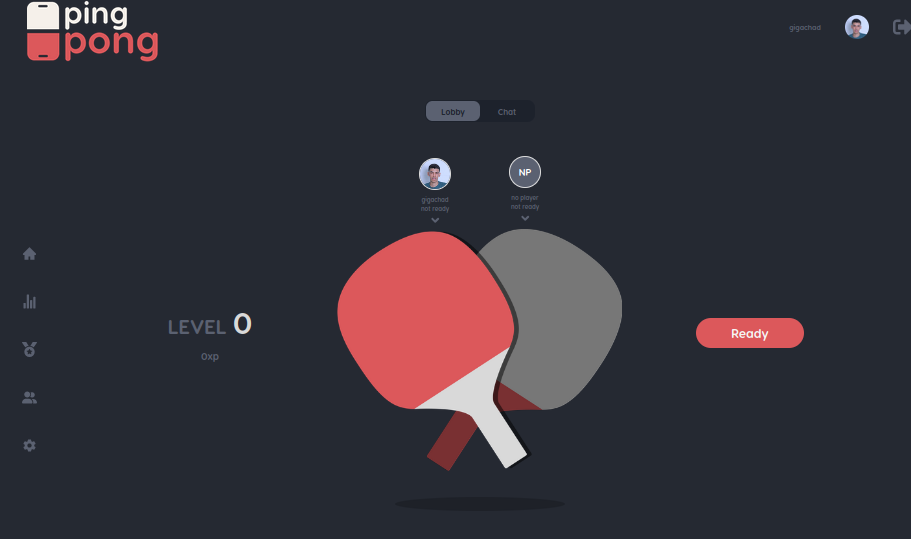 ping
pong
gigachad
Lobby
Chat
NP
gigachad
not ready
no player
not ready
LEVEL 0
0xp
Ready